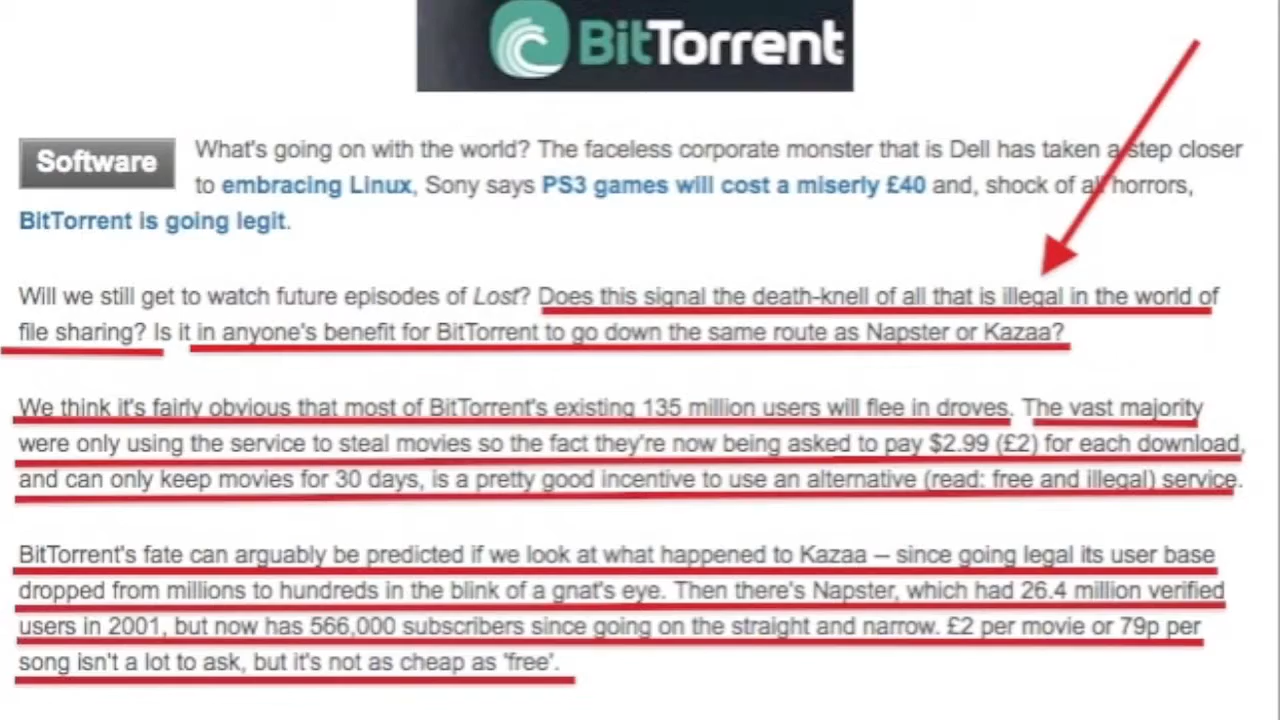 BitTorrent
Software
What's going on with the world? The faceless corporate monster that is Dell has taken a step closer
to embracing Linux, Sony says PS3 games will cost a miserly £40 and, shock of all horrors,
BitTorrent is going legit.
Will we still get to watch future episodes of Lost? Does this signal the death-knell of all that is illegal in the world of
file sharing? Is it in anyone's benefit for BitTorrent to go down the same route as Napster or Kazaa?
We think it's fairly obvious that most of BitTorrent's existing 135 million users will flee in droves. The vast majority
were only using the service to steal movies so the fact they're now being asked to pay $2.99 (£2) for each download,
and can only keep movies for 30 days, is a pretty good incentive to use an alternative (read: free and illegal) service.
BitTorrent's fate can arguably be predicted if we look at what happened to Kazaa – since going legal its user base
dropped from millions to hundreds in the blink of a gnat's eye. Then there's Napster, which had 26.4 million verified
users in 2001, but now has 566,000 subscribers since going on the straight and narrow. £2 per movie or 79p per
song isn't a lot to ask, but it's not as cheap as 'free'.